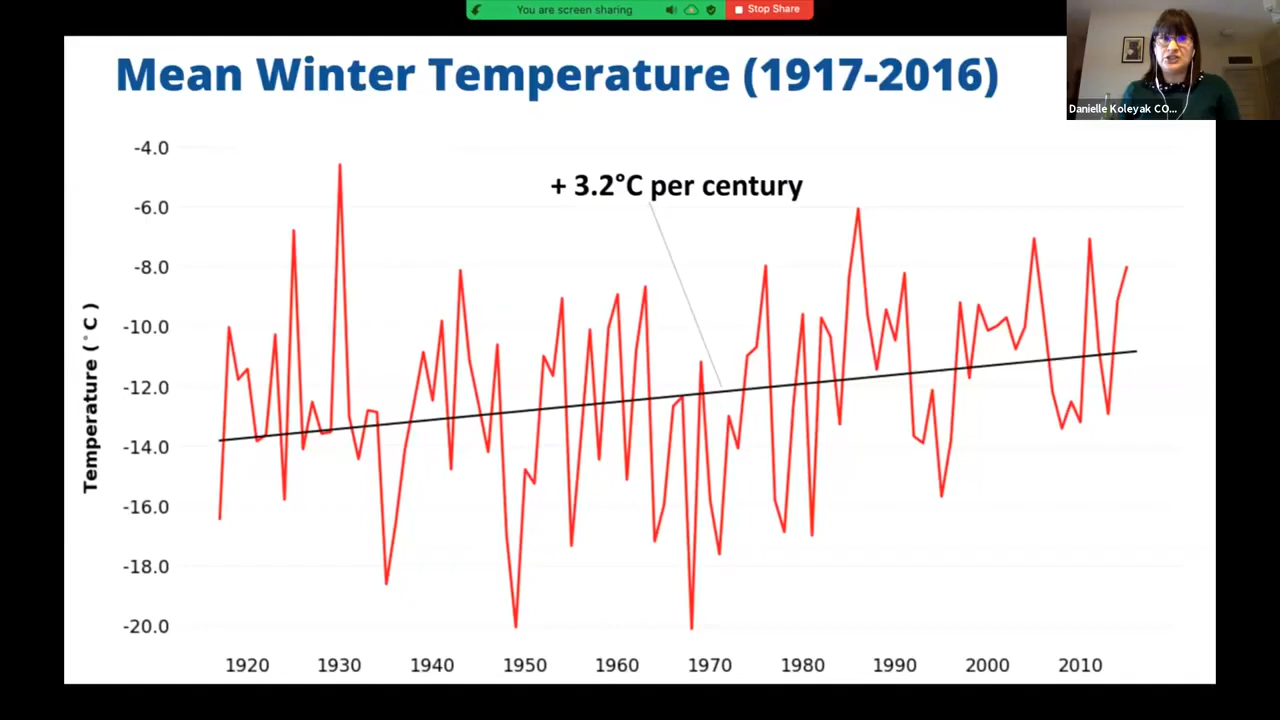 You are screen sharing
Stop Share
Mean Winter Temperature (1917-2016)
Danielle Koleyak CO...
+ 3.2°C per century
Temperature (°C )
-4.0
-6.0
-8.0
-10.0
-12.0
-14.0
-16.0
-18.0
-20.0
1920 1930 1940 1950 1960 1970 1980 1990 2000 2010